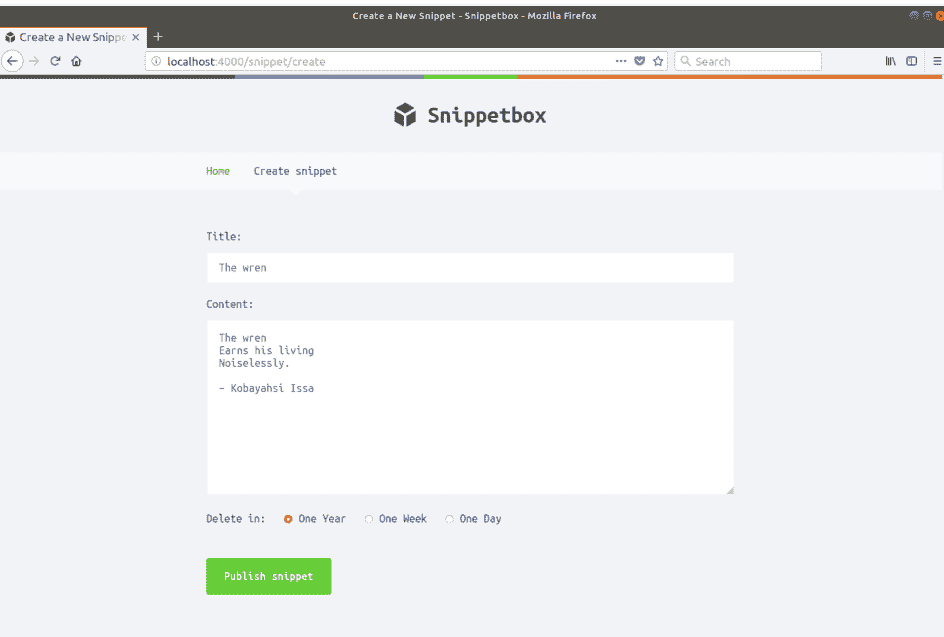 Create a New Snippet - Snippetbox - Mozilla Firefox
Create a New Snippe
localhost:4000/snippet/create
Search
Snippetbox
Home Create snippet
Title:
The wren
Content:
The wren
Earns his living
Noiselessly.
- Kobayahsi Issa
Delete in: One Year One Week One Day
Publish snippet